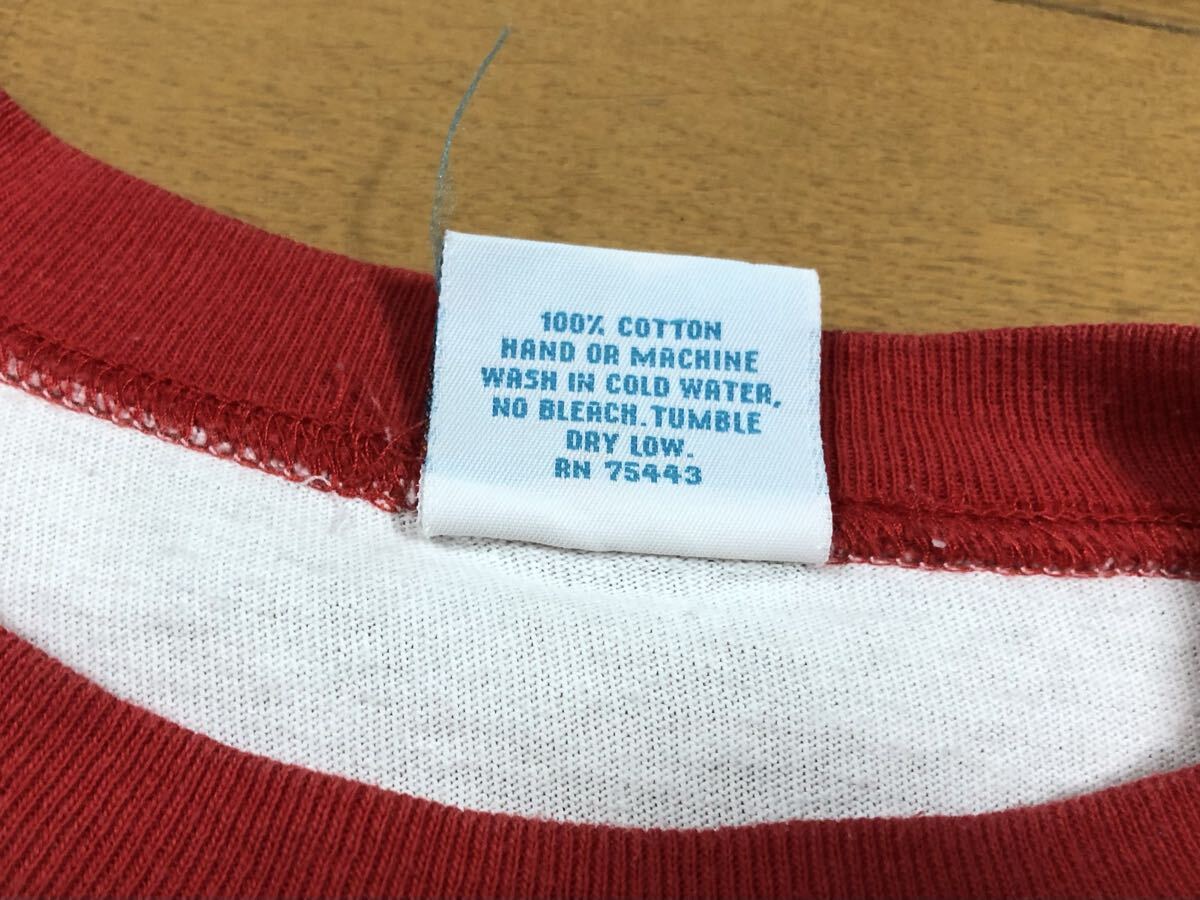 100% COTTON
HAND OR MACHINE
WASH IN COLD WATER,
NO BLEACH. TUMBLE
DRY LOW.
RN 75443